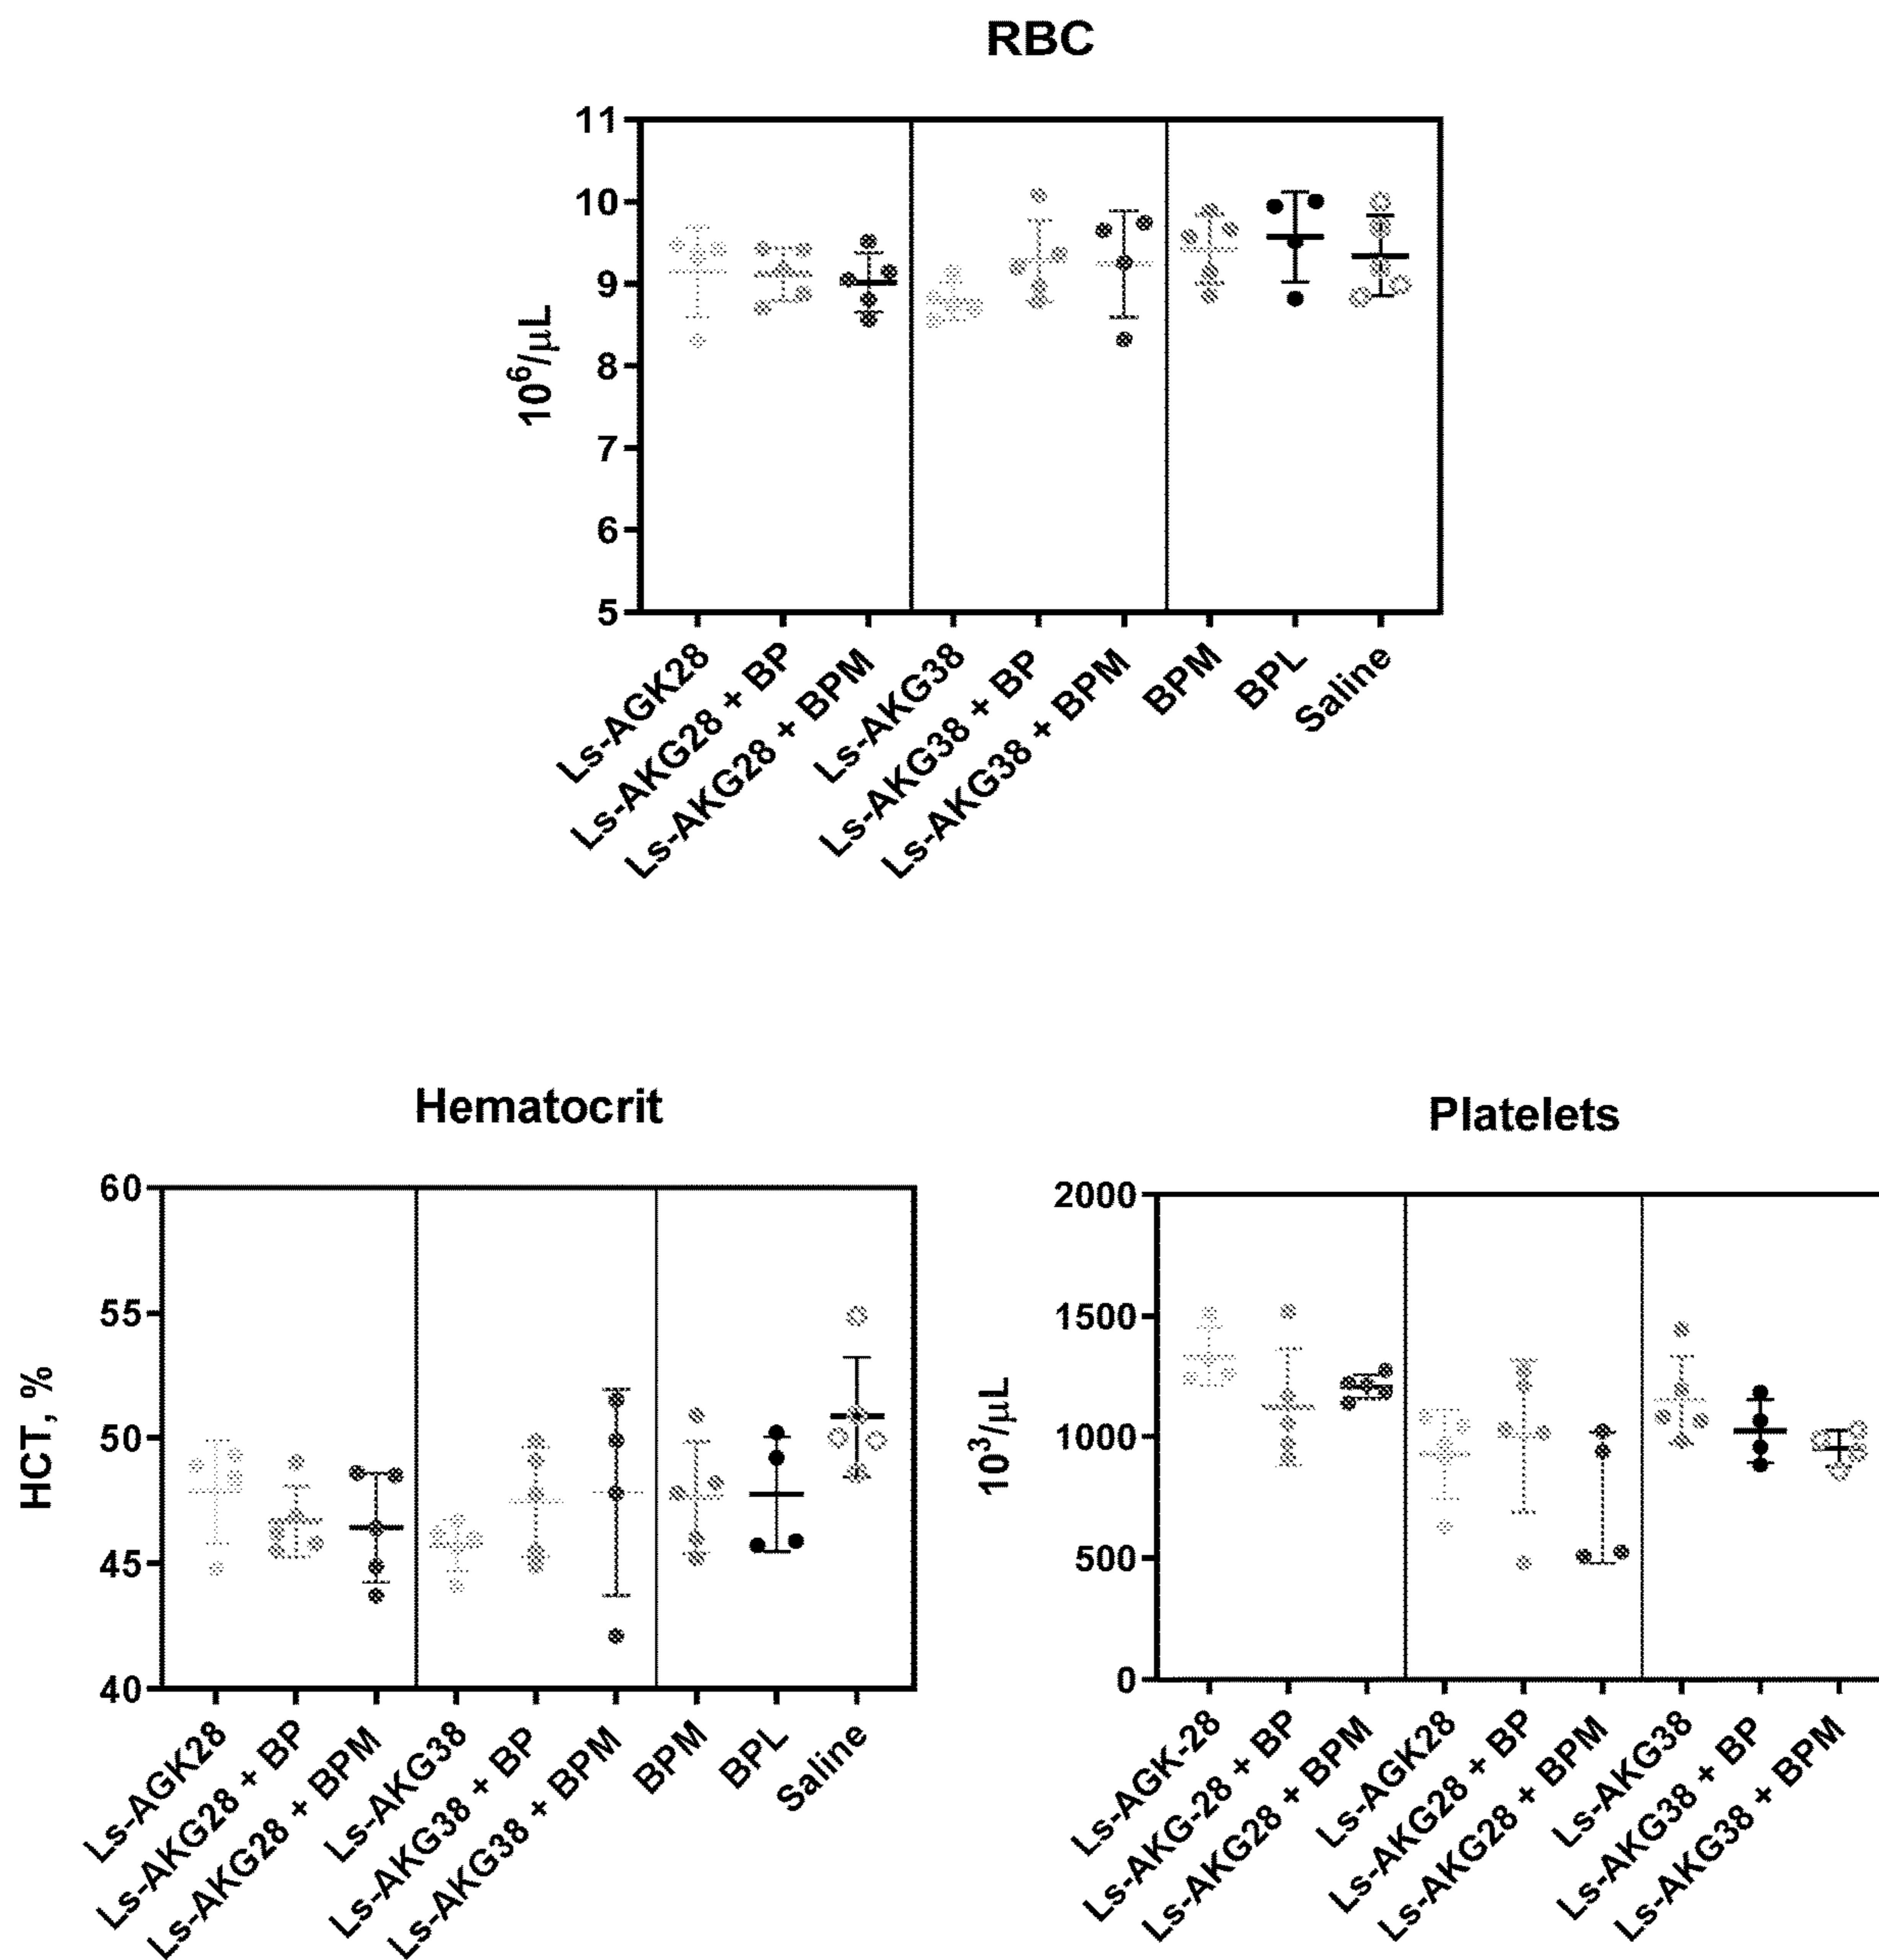 RBC
11
10
9
8
7
6
5
10⁶/μL
Ls-AGK28
Ls-AKG28 + BP
Ls-AKG28 + BPM
Ls-AKG38
Ls-AKG38 + BP
Ls-AKG38 + BPM
BPM
BPL
Saline
Hematocrit
60
55
50
45
40
HCT, %
Ls-AGK28
Ls-AKG28 + BP
Ls-AKG28 + BPM
Ls-AKG38
Ls-AKG38 + BP
Ls-AKG38 + BPM
BPM
BPL
Saline
Platelets
2000
1500
1000
500
0
10³/μL
Ls-AGK-28
Ls-AKG-28 + BP
Ls-AKG28 + BPM
Ls-AGK28
Ls-AKG28 + BP
Ls-AKG28 + BPM
Ls-AKG38
Ls-AKG38 + BP
Ls-AKG38 + BPM